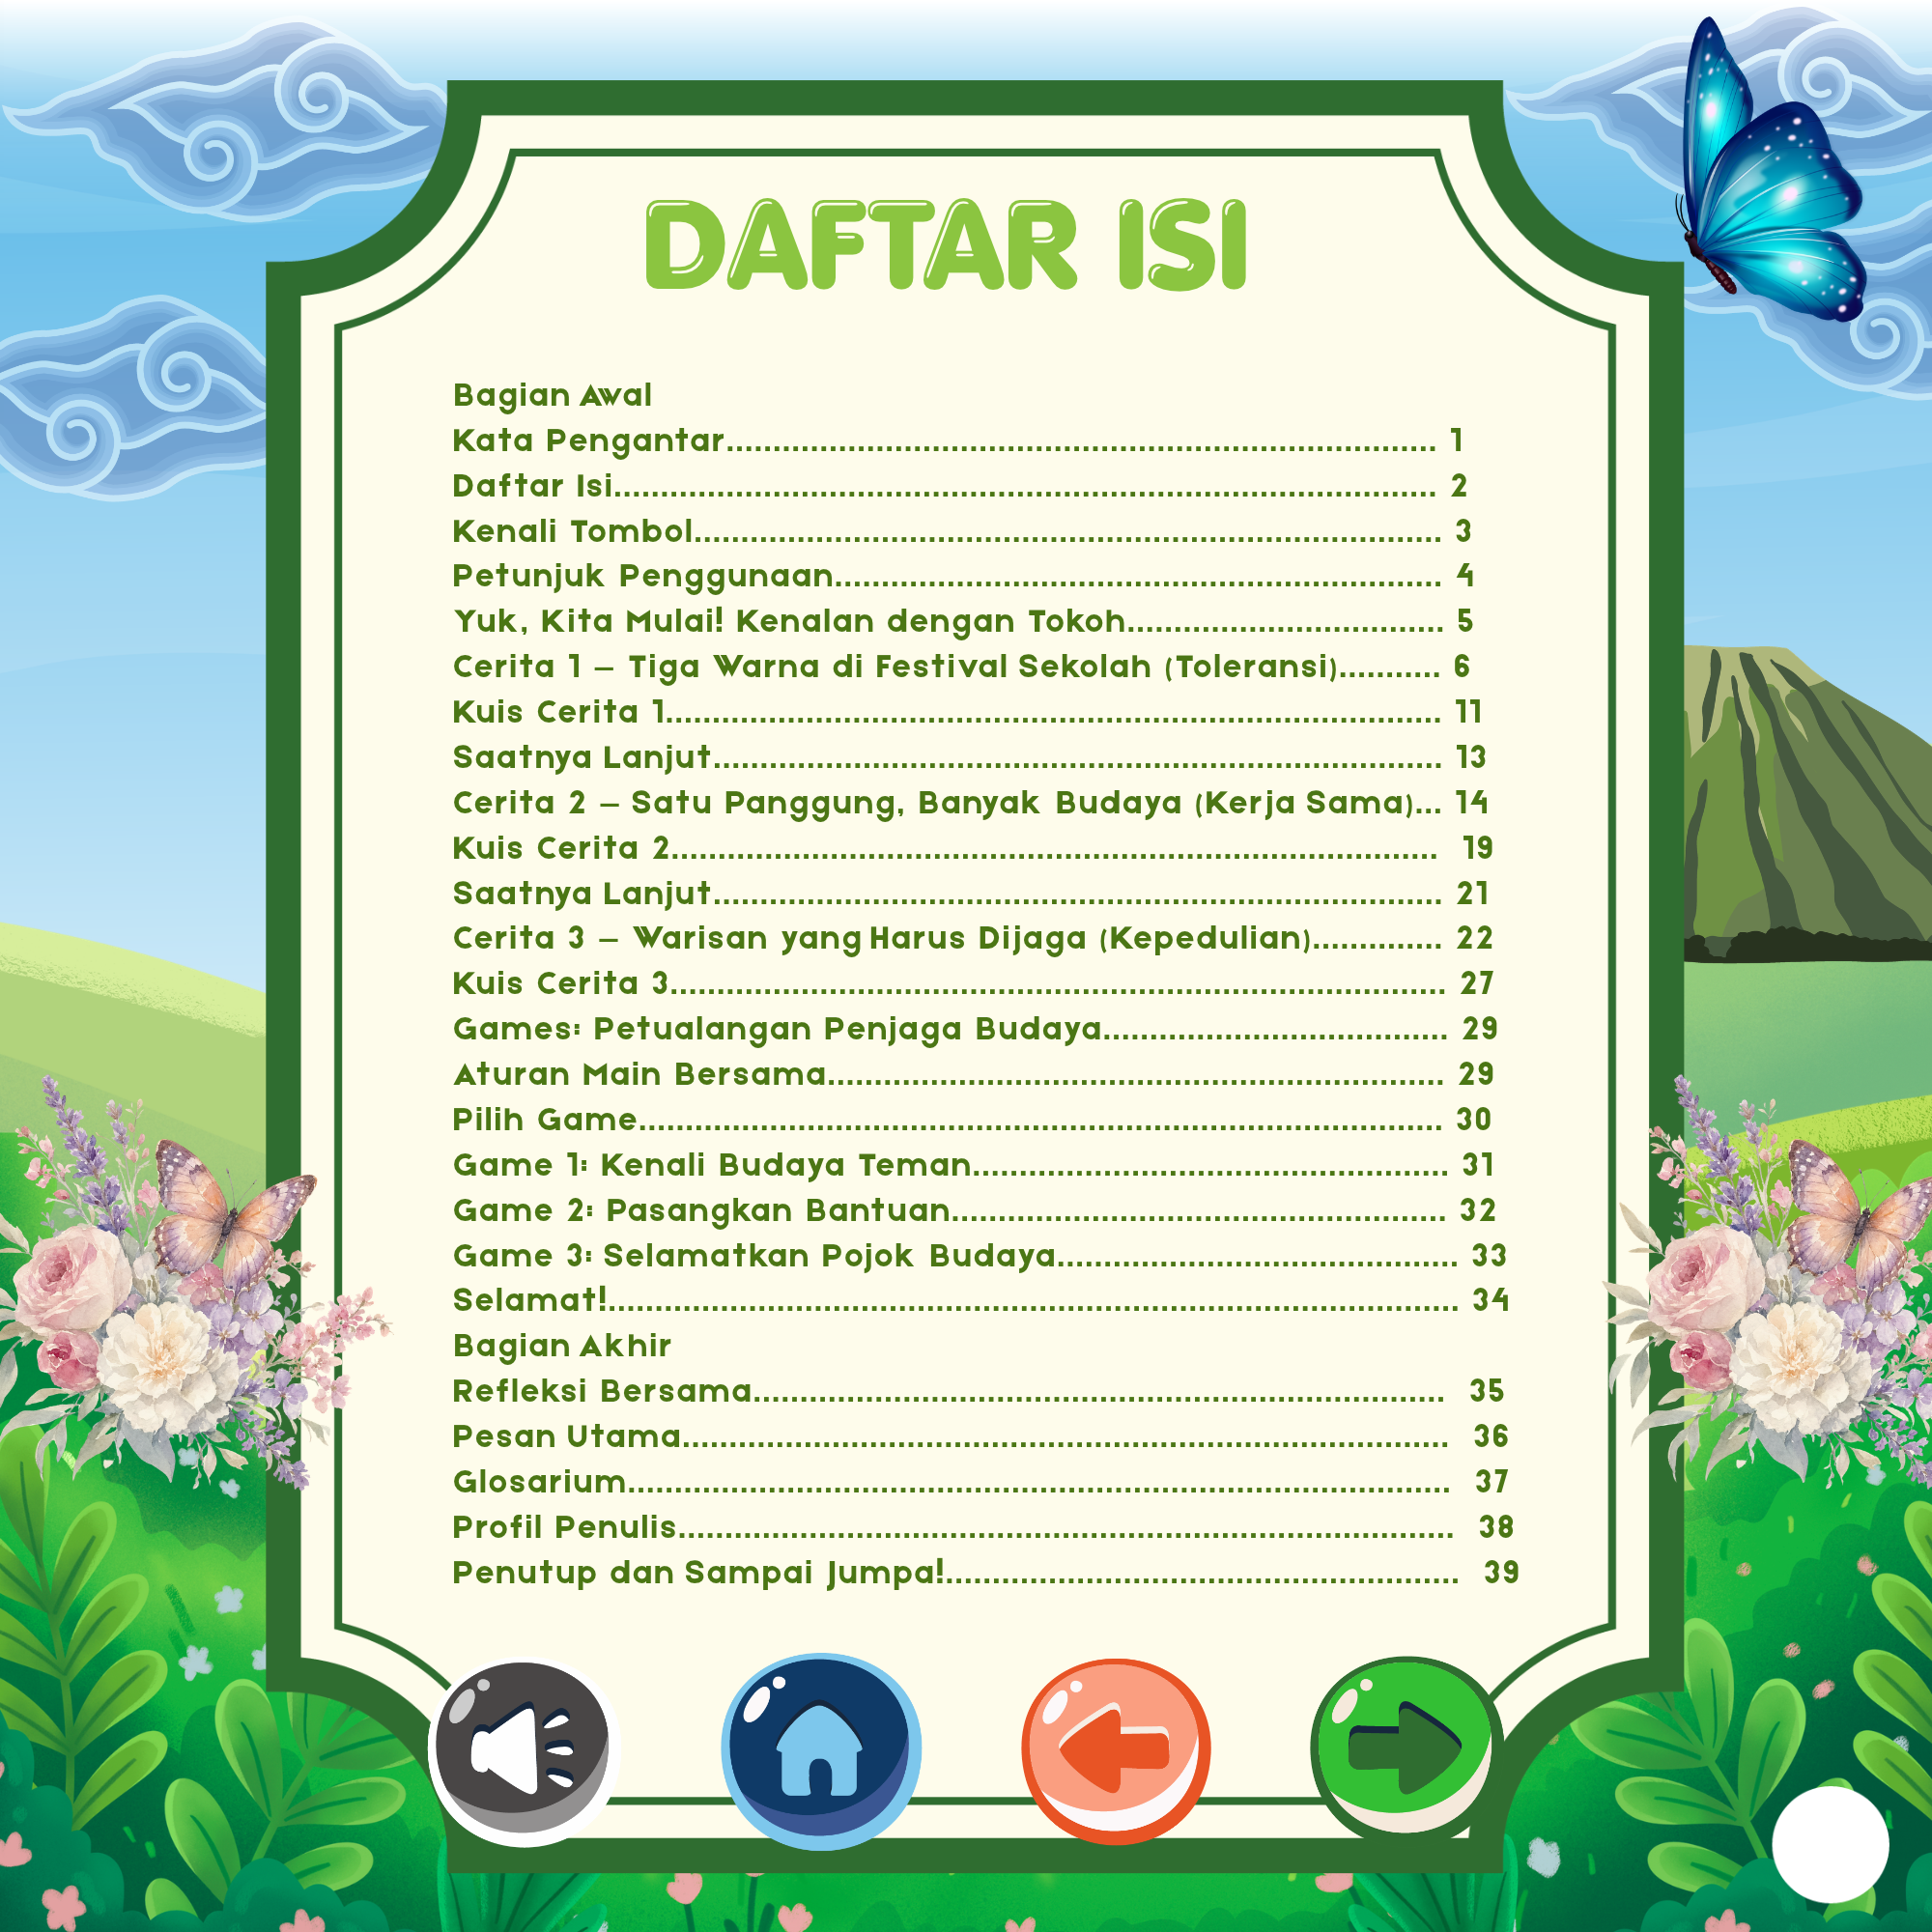 DAFTAR ISI
Bagian Awal
Kata Pengantar............................................................................ 1
Daftar Isi........................................................................................ 2
Kenali Tombol................................................................................ 3
Petunjuk Penggunaan................................................................. 4
Yuk, Kita Mulai! Kenalan dengan Tokoh.................................. 5
Cerita 1 – Tiga Warna di Festival Sekolah (Toleransi)........... 6
Kuis Cerita 1................................................................................... 11
Saatnya Lanjut.............................................................................. 13
Cerita 2 – Satu Panggung, Banyak Budaya (Kerja Sama)... 14
Kuis Cerita 2.................................................................................. 19
Saatnya Lanjut.............................................................................. 21
Cerita 3 – Warisan yang Harus Dijaga (Kepedulian).............. 22
Kuis Cerita 3................................................................................... 27
Games: Petualangan Penjaga Budaya..................................... 29
Aturan Main Bersama.................................................................. 29
Pilih Game...................................................................................... 30
Game 1: Kenali Budaya Teman................................................... 31
Game 2: Pasangkan Bantuan..................................................... 32
Game 3: Selamatkan Pojok Budaya........................................... 33
Selamat!........................................................................................... 34
Bagian Akhir
Refleksi Bersama.......................................................................... 35
Pesan Utama.................................................................................. 36
Glosarium........................................................................................ 37
Profil Penulis................................................................................... 38
Penutup dan Sampai Jumpa!....................................................... 39